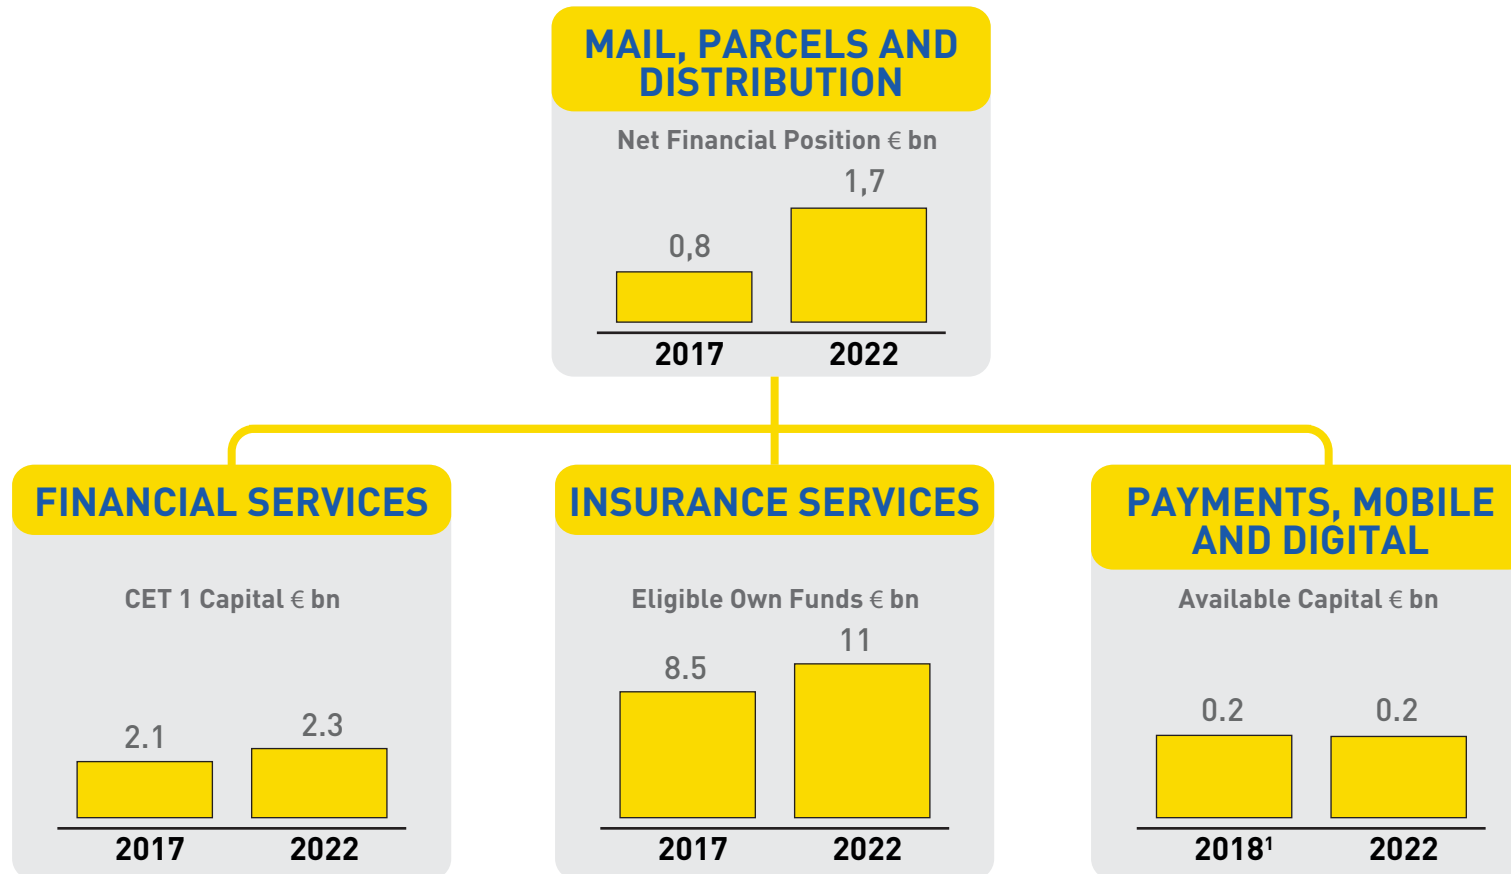 MAIL, PARCELS AND
DISTRIBUTION
Net Financial Position € bn
1,7
0,8
2017 2022
FINANCIAL SERVICES
CET 1 Capital € bn
2.3
2.1
2017 2022
INSURANCE SERVICES
Eligible Own Funds € bn
11
8.5
2017 2022
PAYMENTS, MOBILE
AND DIGITAL
Available Capital € bn
0.2 0.2
2018¹ 2022